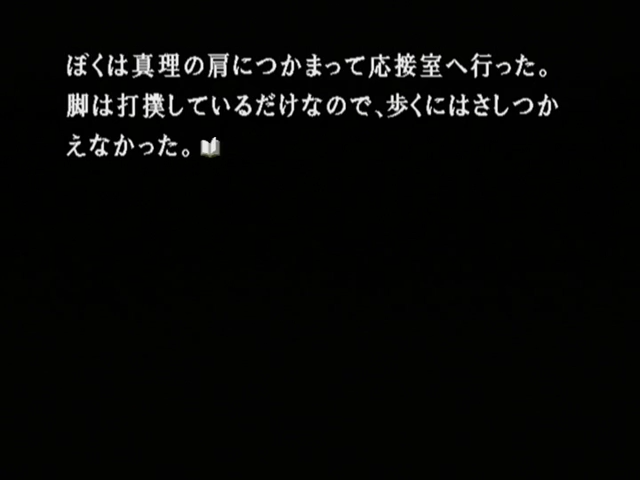 ぼくは真理の肩につかまって応接室へ行った。
脚は打撲しているだけなので、歩くにはさしつか
えなかった。